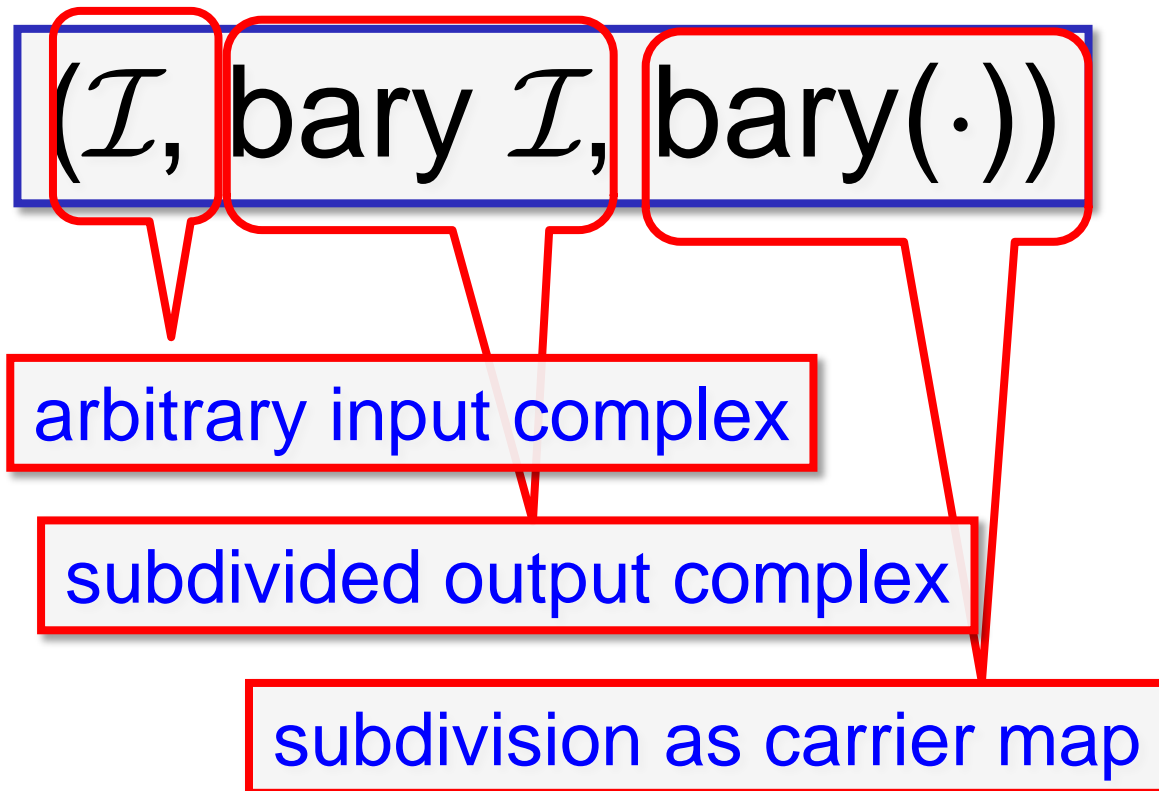 (ℐ, bary ℐ, bary(·))
arbitrary input complex
subdivided output complex
subdivision as carrier map